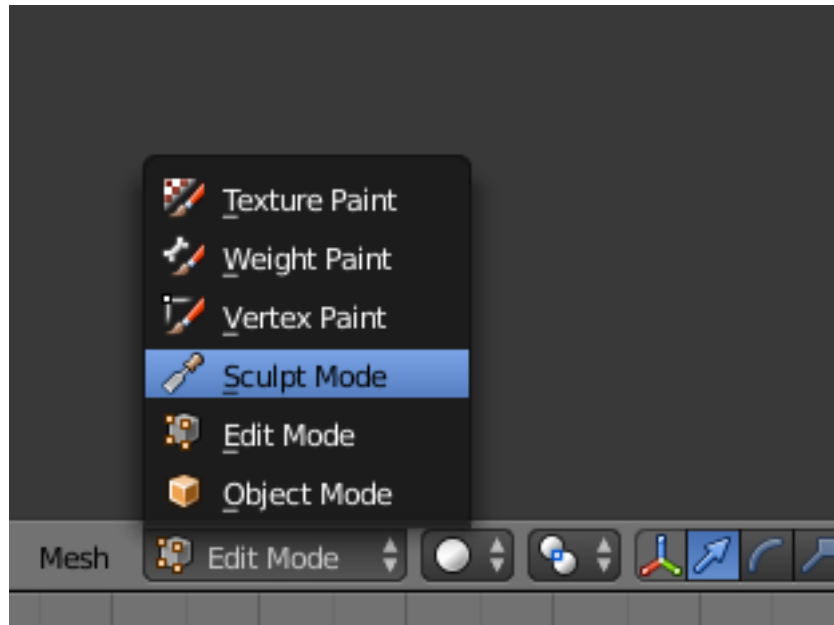 Texture Paint
Weight Paint
Vertex Paint
Sculpt Mode
Edit Mode
Object Mode
Mesh Edit Mode